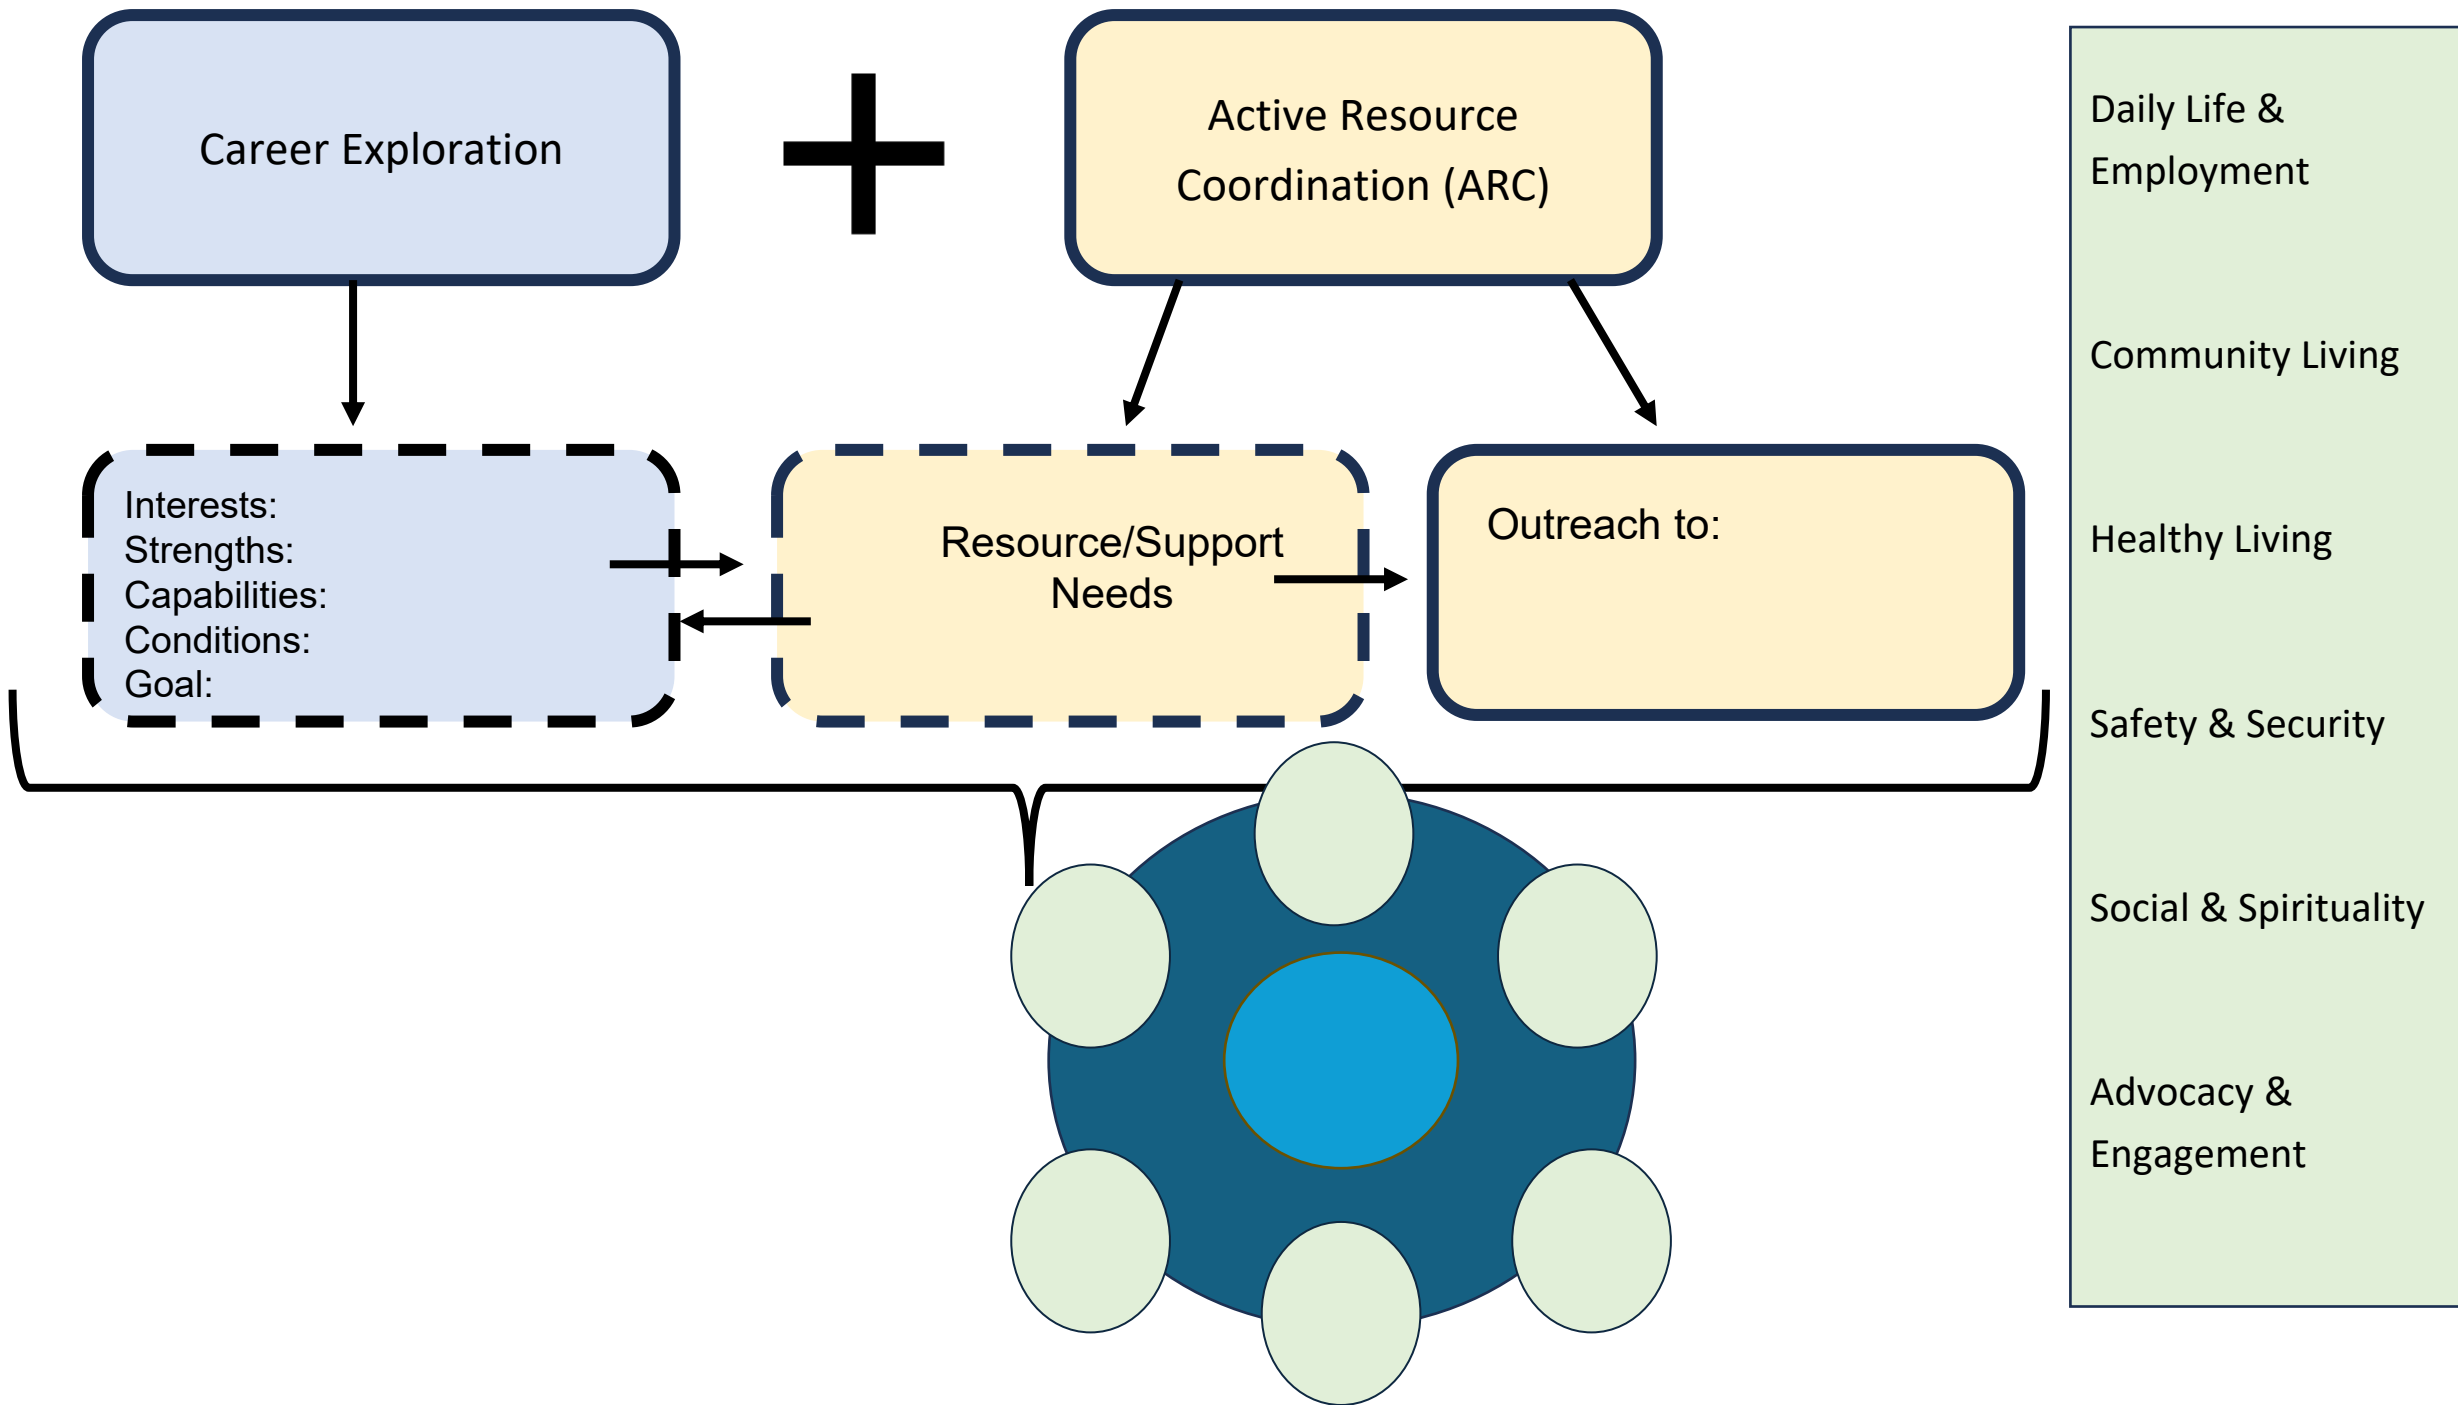 Career Exploration
Active Resource
Coordination (ARC)
Interests:
Strengths:
Capabilities:
Conditions:
Goal:
Resource/Support
Needs
Outreach to:
Daily Life &
Employment
Community Living
Healthy Living
Safety & Security
Social & Spirituality
Advocacy &
Engagement